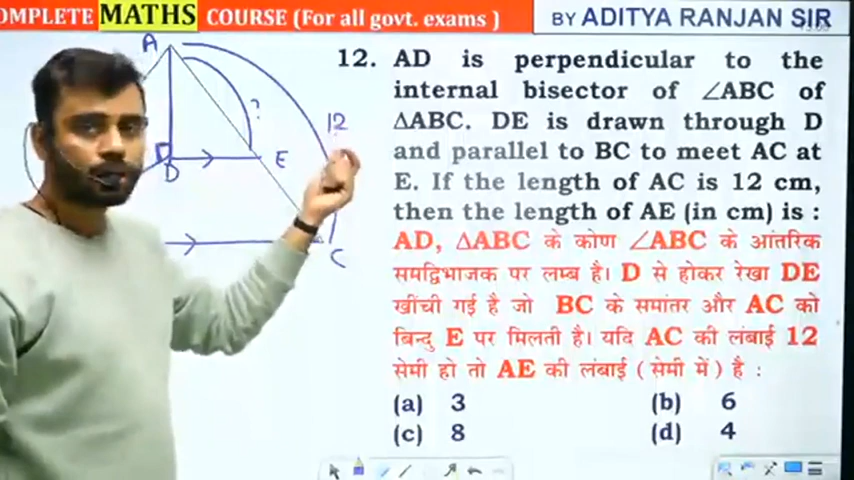 OMPLETE MATHS COURSE (For all govt. exams)
BY ADITYA RANJAN SIR
A
?
12
D
E
C
12. AD is perpendicular to the
internal bisector of ∠ABC of
ΔABC. DE is drawn through D
and parallel to BC to meet AC at
E. If the length of AC is 12 cm,
then the length of AE (in cm) is :
AD, ΔABC के कोण ∠ABC के आंतरिक
समद्विभाजक पर लम्ब है। D से होकर रेखा DE
खींची गई है जो BC के समांतर और AC को
बिन्दु E पर मिलती है। यदि AC की लंबाई 12
सेमी हो तो AE की लंबाई (सेमी में) है :
(a) 3 (b) 6
(c) 8 (d) 4